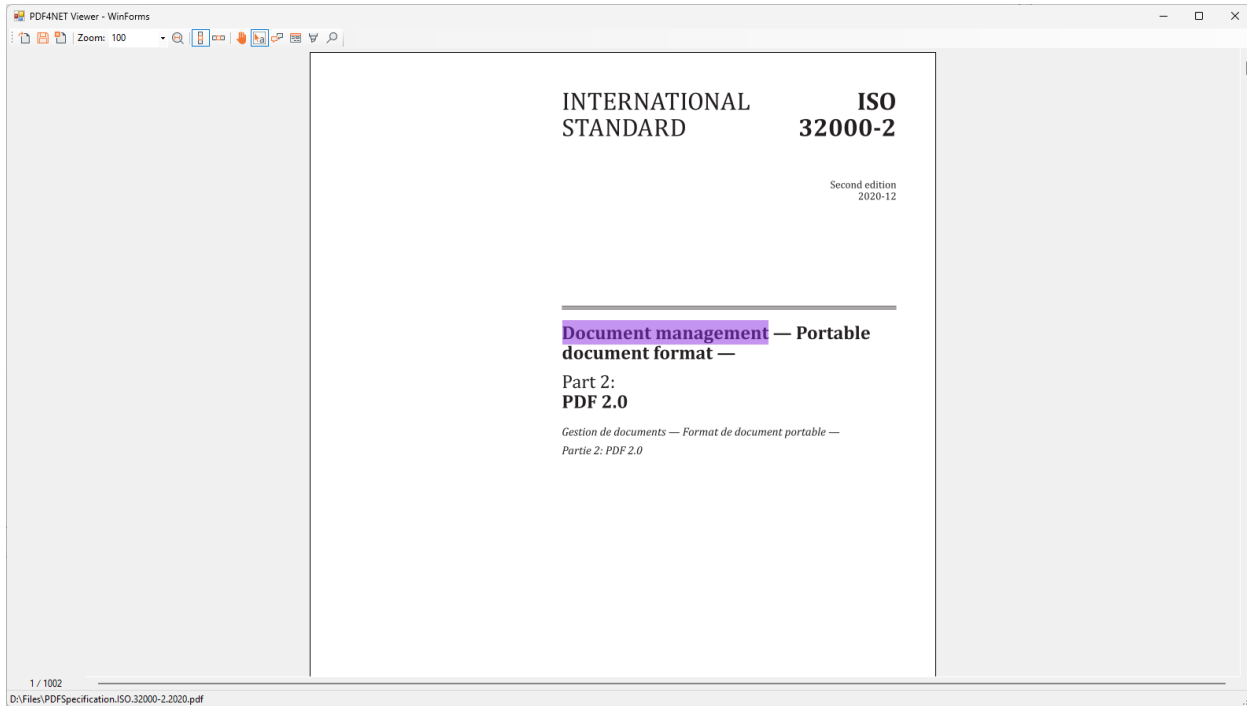 PDF4NET Viewer - WinForms
Zoom: 100
INTERNATIONAL STANDARD
ISO 32000-2
Second edition
2020-12
Document management — Portable
document format —
Part 2:
PDF 2.0
Gestion de documents — Format de document portable —
Partie 2: PDF 2.0
1 / 1002
D:\Files\PDFSpecification.ISO.32000-2.2020.pdf